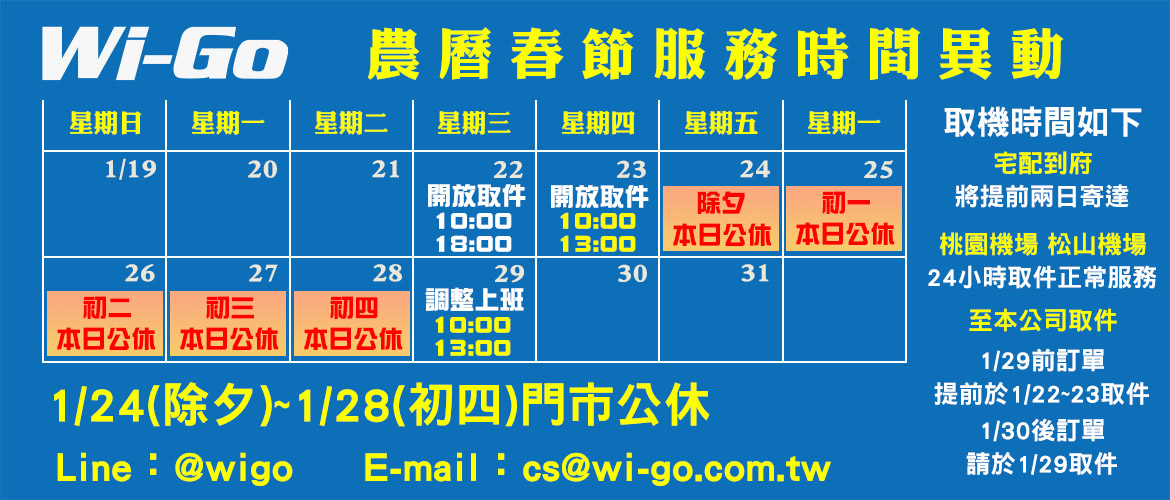 Wi-Go 農曆春節服務時間異動
星期日 星期一 星期二 星期三 星期四 星期五 星期一
1/19 20 21 22 23 24 25
開放取件 開放取件 除夕 初一
10:00 10:00 本日公休 本日公休
18:00 13:00
26 27 28 29 30 31
初二 初三 初四 調整上班
本日公休 本日公休 本日公休 10:00
13:00
取機時間如下
宅配到府
將提前兩日寄達
桃園機場 松山機場
24小時取件正常服務
至本公司取件
1/29前訂單
提前於1/22~23取件
1/30後訂單
請於1/29取件
1/24(除夕)~1/28(初四)門市公休
Line：@wigo E-mail：cs@wi-go.com.tw